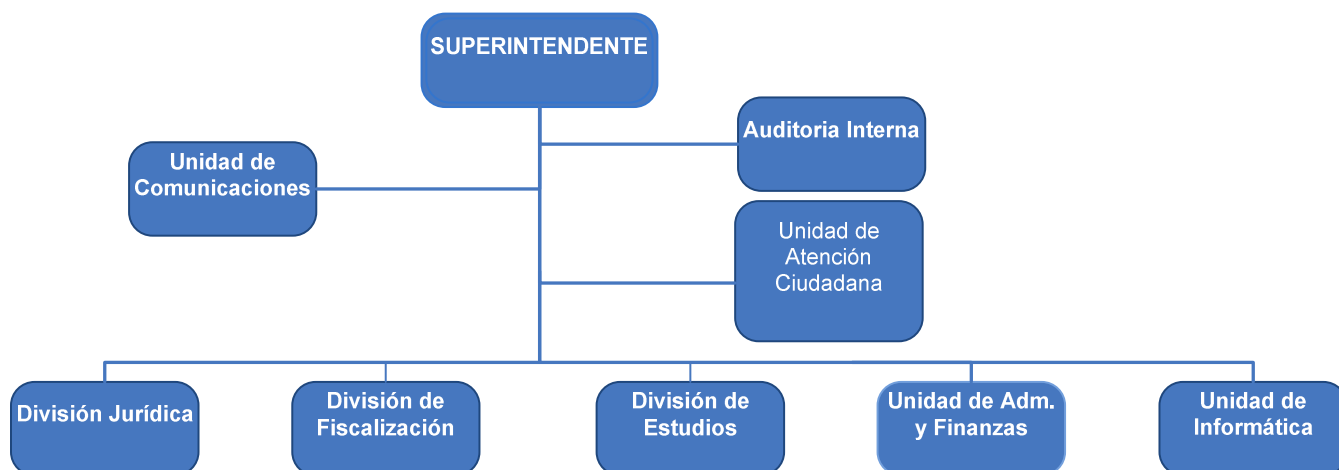 SUPERINTENDENTE
Auditoria Interna
Unidad de
Comunicaciones
Unidad de
Atención
Ciudadana
División Jurídica
División de
Fiscalización
División de
Estudios
Unidad de Adm.
y Finanzas
Unidad de
Informática